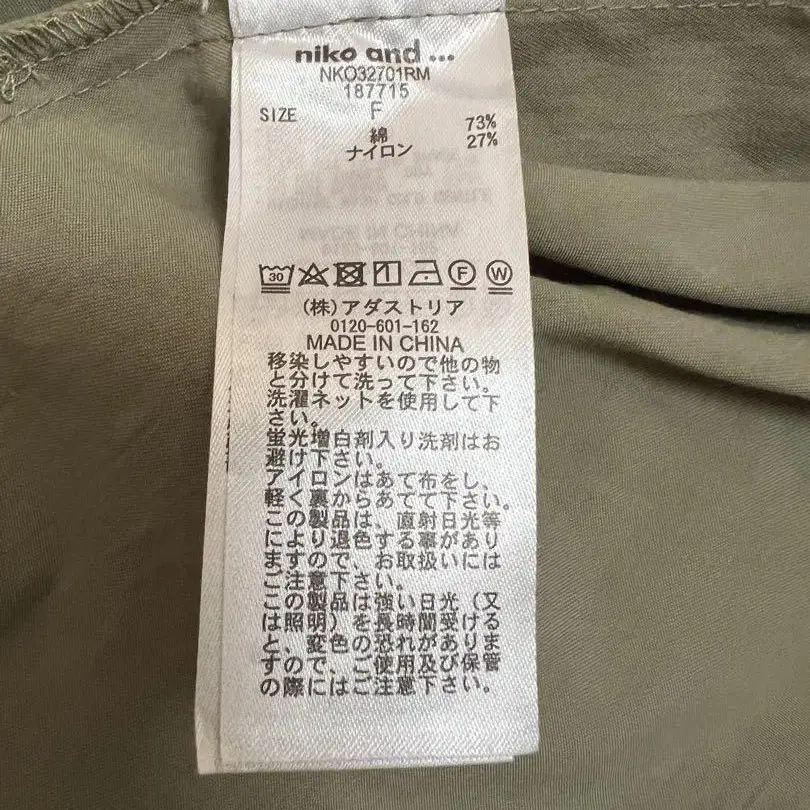 niko and ...
NKO32701RM
187715
SIZE F
綿 73%
ナイロン 27%
30 F W
(株)アダストリア
0120-601-162
MADE IN CHINA
移染しやすいので他の物
と分けて洗って下さい。
洗濯ネットを使用して下
さい。
蛍光増白剤入り洗剤はお
避け下さい。
アイロンはあて布をし、
軽く裏からあてて下さい。
この製品は、直射日光等
により退色する事があり
ますので、お取扱いには
ご注意下さい。
この製品は強い日光(又
は照明)を長時間受ける
と、変色の恐れがありま
すので、ご使用及び保管
の際にはご注意下さい。